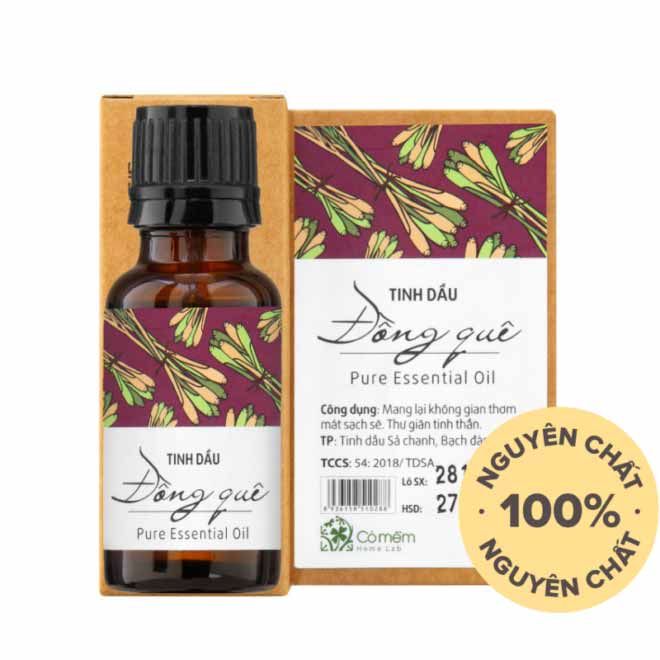 TINH DẦU
Đồng quê
Pure Essential Oil
TINH DẦU
Đồng quê
Pure Essential Oil
Công dụng: Mang lại không gian thơm
mát sạch sẽ. Thư giãn tinh thần.
TP: Tinh dầu Sả chanh, Bạch
TCCS: 54: 2018/ TDSA
Lô SX: 281
HSD: 27
8936159510286
Cỏ mềm
Home Lab
NGUYÊN CHẤT
100%
NGUYÊN CHẤT